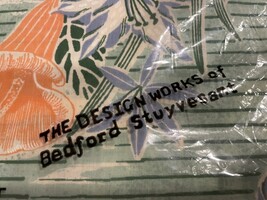 THE DESIGN WORKS of
Bedford Stuyvesant